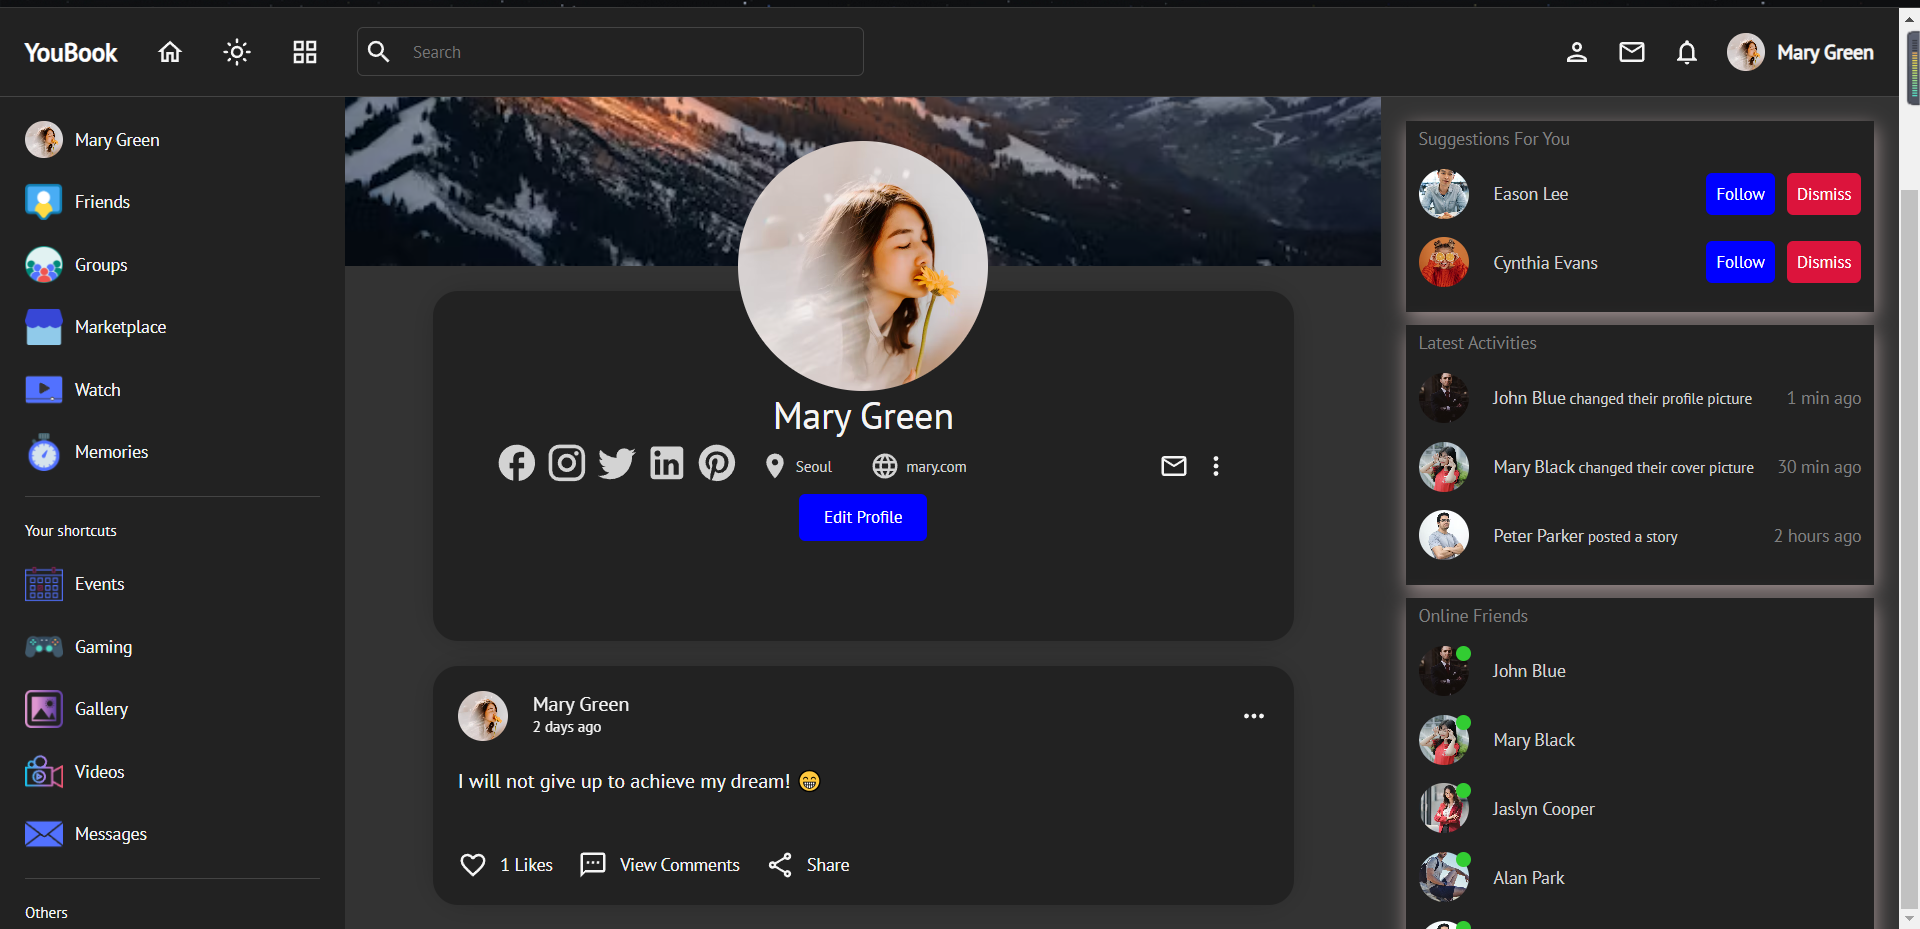 YouBook
Search
Mary Green
Mary Green
Friends
Groups
Marketplace
Watch
Memories
Your shortcuts
Events
Gaming
Gallery
Videos
Messages
Others
Mary Green
Seoul
mary.com
Edit Profile
Mary Green
2 days ago
I will not give up to achieve my dream! 😁
1 Likes
View Comments
Share
Suggestions For You
Eason Lee
Follow
Dismiss
Cynthia Evans
Follow
Dismiss
Latest Activities
John Blue changed their profile picture
1 min ago
Mary Black changed their cover picture
30 min ago
Peter Parker posted a story
2 hours ago
Online Friends
John Blue
Mary Black
Jaslyn Cooper
Alan Park